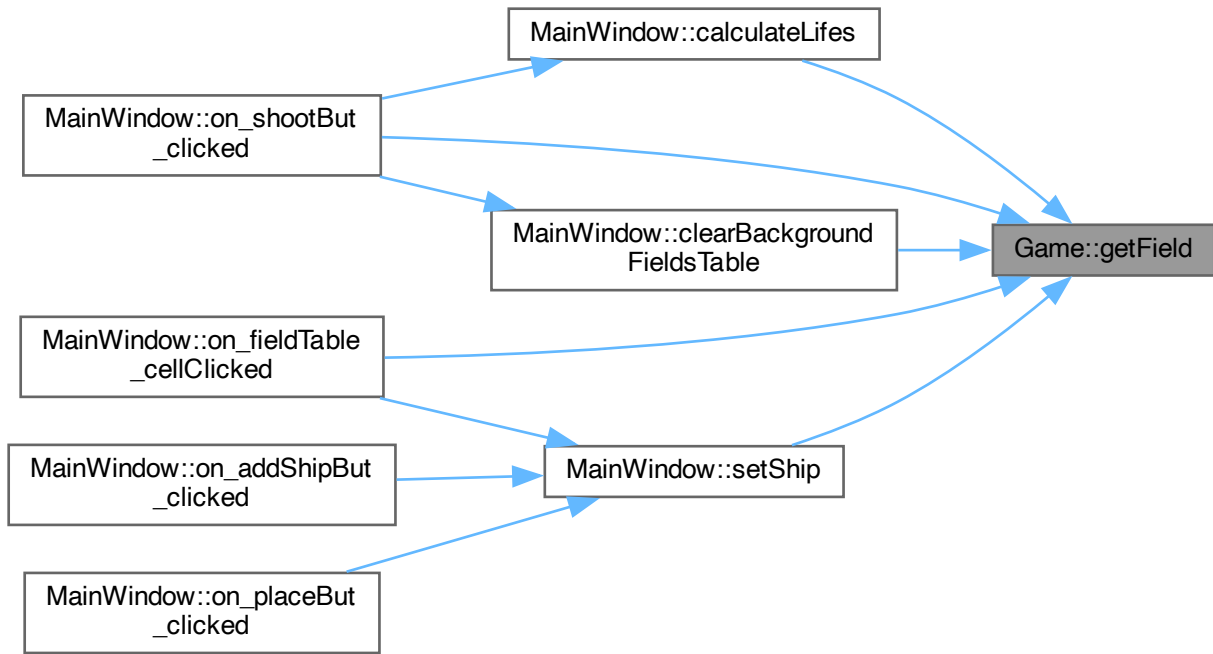 MainWindow::calculateLifes
MainWindow::on_shootBut
_clicked
MainWindow::clearBackground
FieldsTable
Game::getField
MainWindow::on_fieldTable
_cellClicked
MainWindow::on_addShipBut
_clicked
MainWindow::setShip
MainWindow::on_placeBut
_clicked